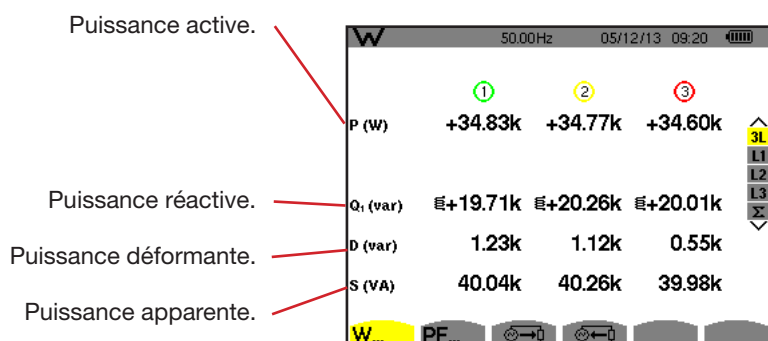 Puissance active.
W 50.00Hz 05/12/13 09:20
1 2 3
P (W) +34.83k +34.77k +34.60k
3L
L1
L2
L3
Σ
Puissance réactive.
Q₁ (var) +19.71k +20.26k +20.01k
Puissance déformante.
D (var) 1.23k 1.12k 0.55k
Puissance apparente.
S (VA) 40.04k 40.26k 39.98k
W... PF...